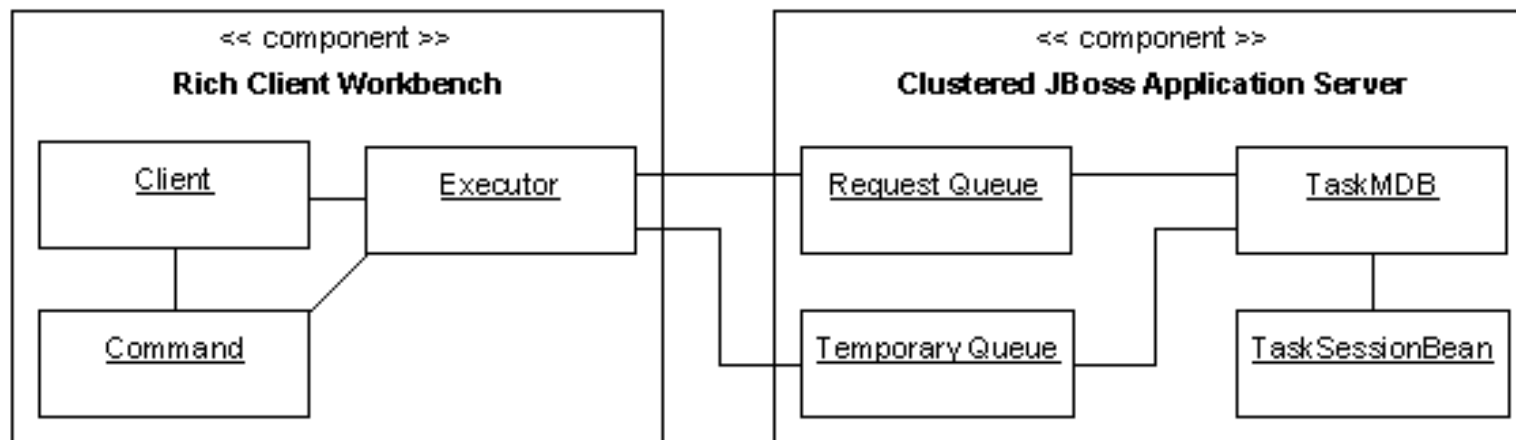 << component >>
Rich Client Workbench
Client
Executor
Command
<< component >>
Clustered JBoss Application Server
Request Queue
TaskMDB
Temporary Queue
TaskSessionBean